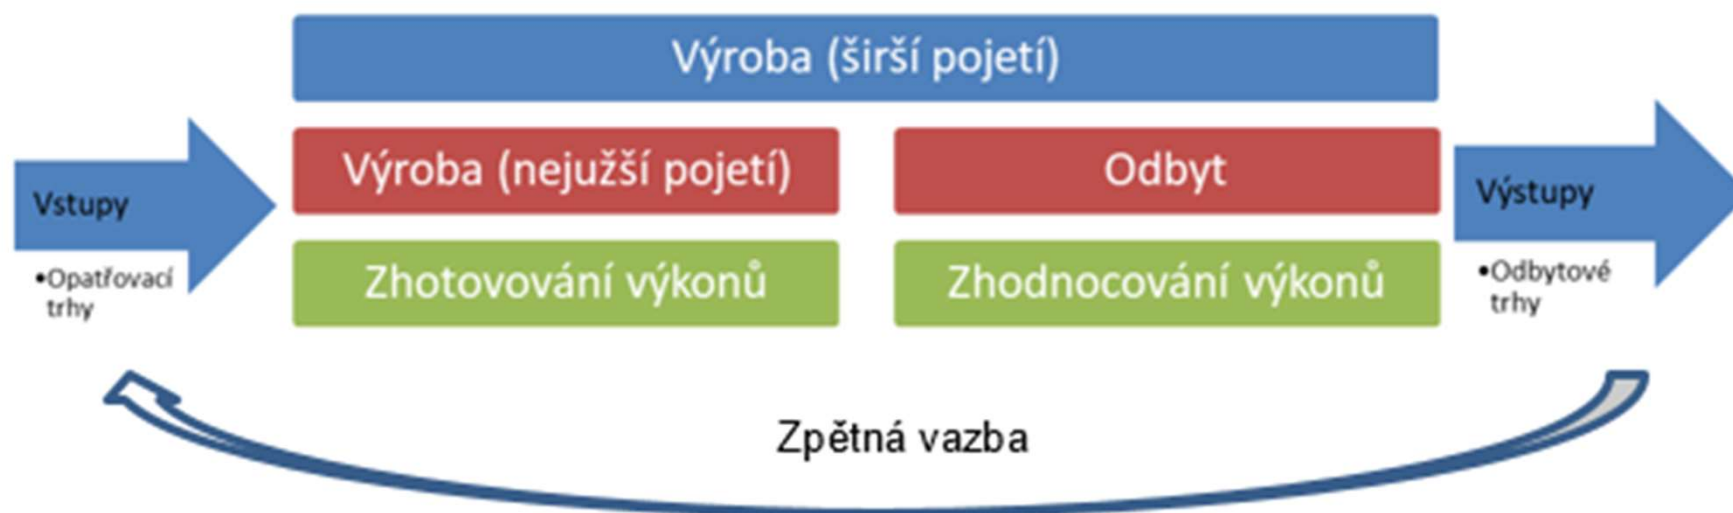 Výroba (širší pojetí)
Vstupy
•Opatřovací
trhy
Výroba (nejužší pojetí)
Odbyt
Zhotovování výkonů
Zhodnocování výkonů
Výstupy
•Odbytové
trhy
Zpětná vazba